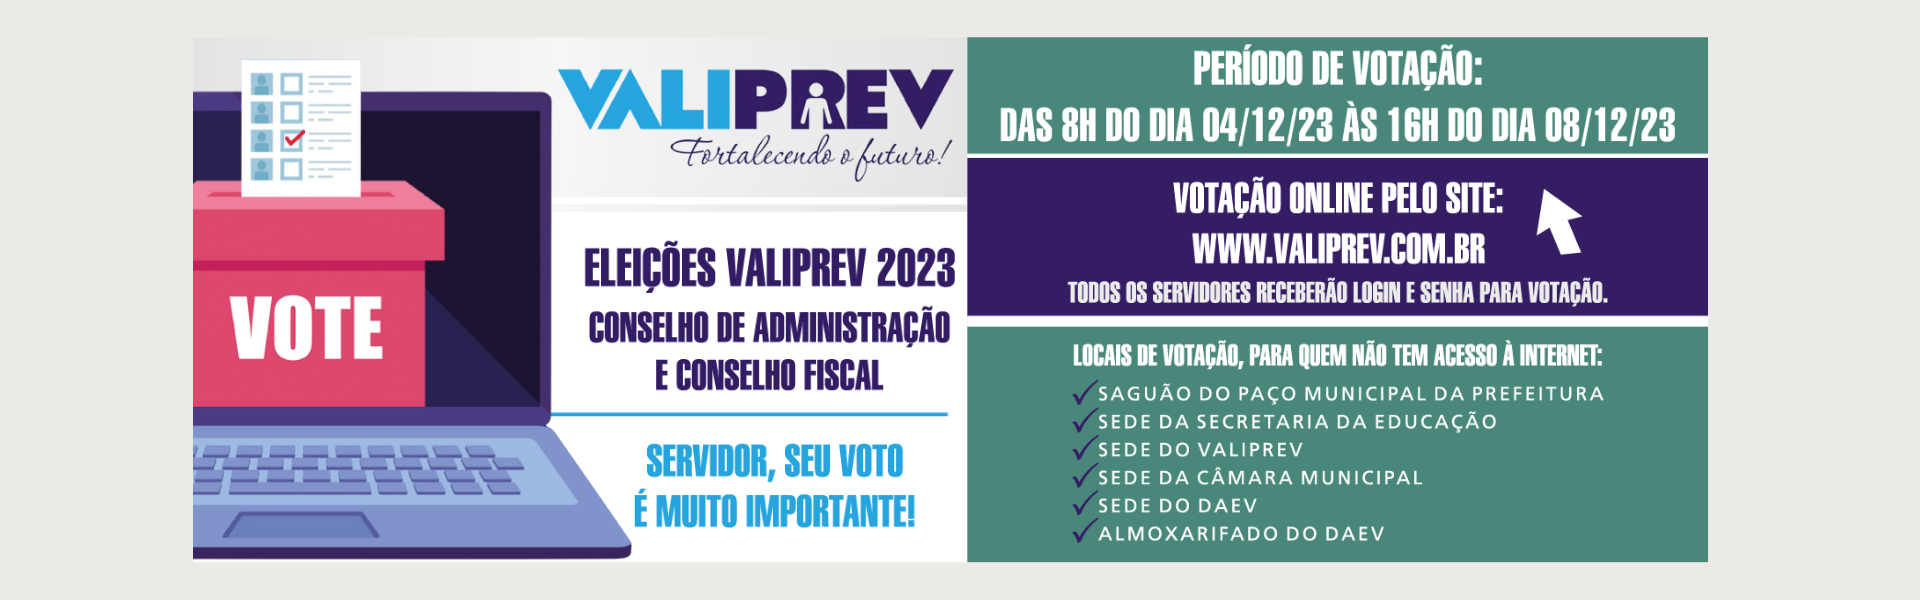 VALIPREV
Fortalecendo o futuro!
VOTE
ELEIÇÕES VALIPREV 2023
CONSELHO DE ADMINISTRAÇÃO
E CONSELHO FISCAL
SERVIDOR, SEU VOTO
É MUITO IMPORTANTE!
PERÍODO DE VOTAÇÃO:
DAS 8H DO DIA 04/12/23 ÀS 16H DO DIA 08/12/23
VOTAÇÃO ONLINE PELO SITE:
WWW.VALIPREV.COM.BR
TODOS OS SERVIDORES RECEBERÃO LOGIN E SENHA PARA VOTAÇÃO.
LOCAIS DE VOTAÇÃO, PARA QUEM NÃO TEM ACESSO À INTERNET:
SAGUÃO DO PAÇO MUNICIPAL DA PREFEITURA
SEDE DA SECRETARIA DA EDUCAÇÃO
SEDE DO VALIPREV
SEDE DA CÂMARA MUNICIPAL
SEDE DO DAEV
ALMOXARIFADO DO DAEV